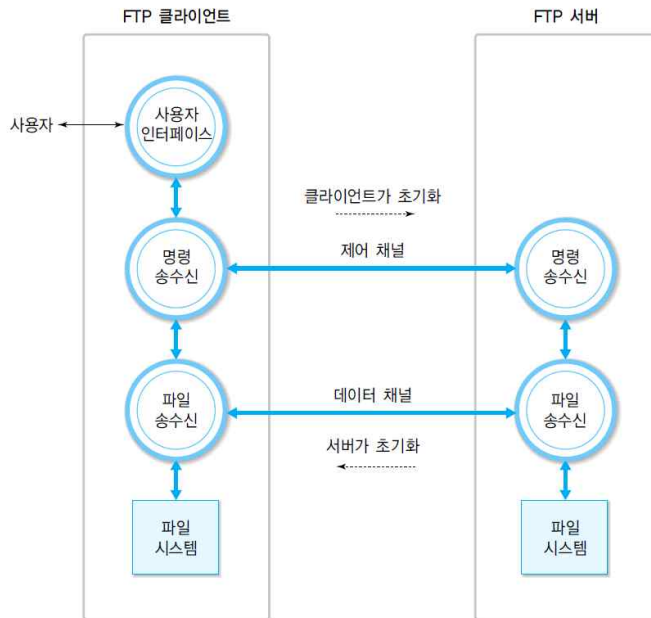 FTP 클라이언트
FTP 서버
사용자
사용자
인터페이스
클라이언트가 초기화
명령
송수신
제어 채널
명령
송수신
파일
송수신
데이터 채널
파일
송수신
서버가 초기화
파일
시스템
파일
시스템